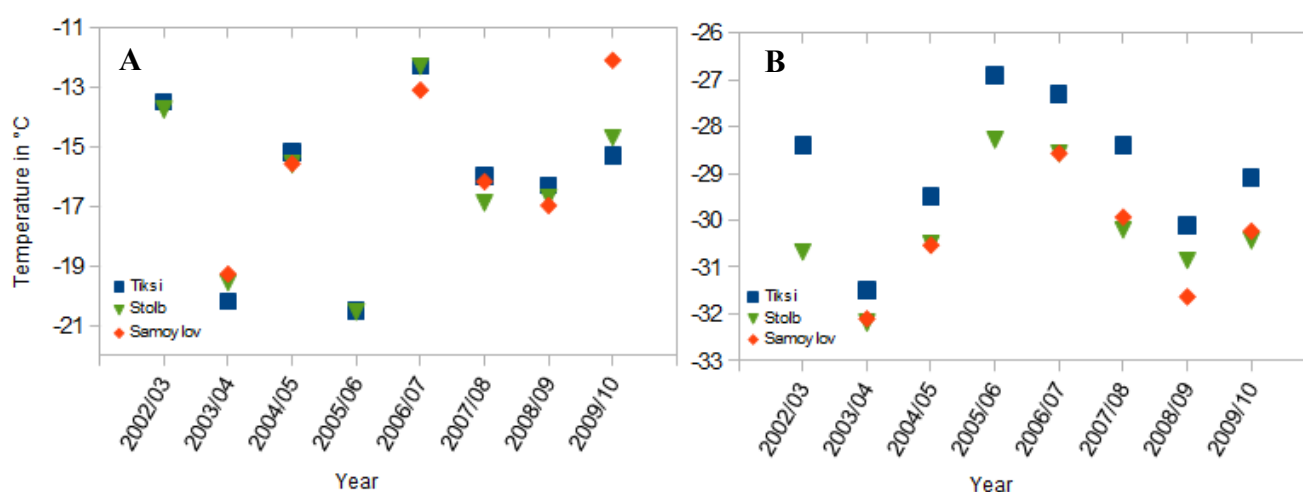 A
Temperature in °C
-11
-13
-15
-17
-19
-21
Tiksi
Stolb
Samoylov
2002/03
2003/04
2004/05
2005/06
2006/07
2007/08
2008/09
2009/10
Year
B
-26
-27
-28
-29
-30
-31
-32
-33
Tiksi
Stolb
Samoylov
2002/03
2003/04
2004/05
2005/06
2006/07
2007/08
2008/09
2009/10
Year